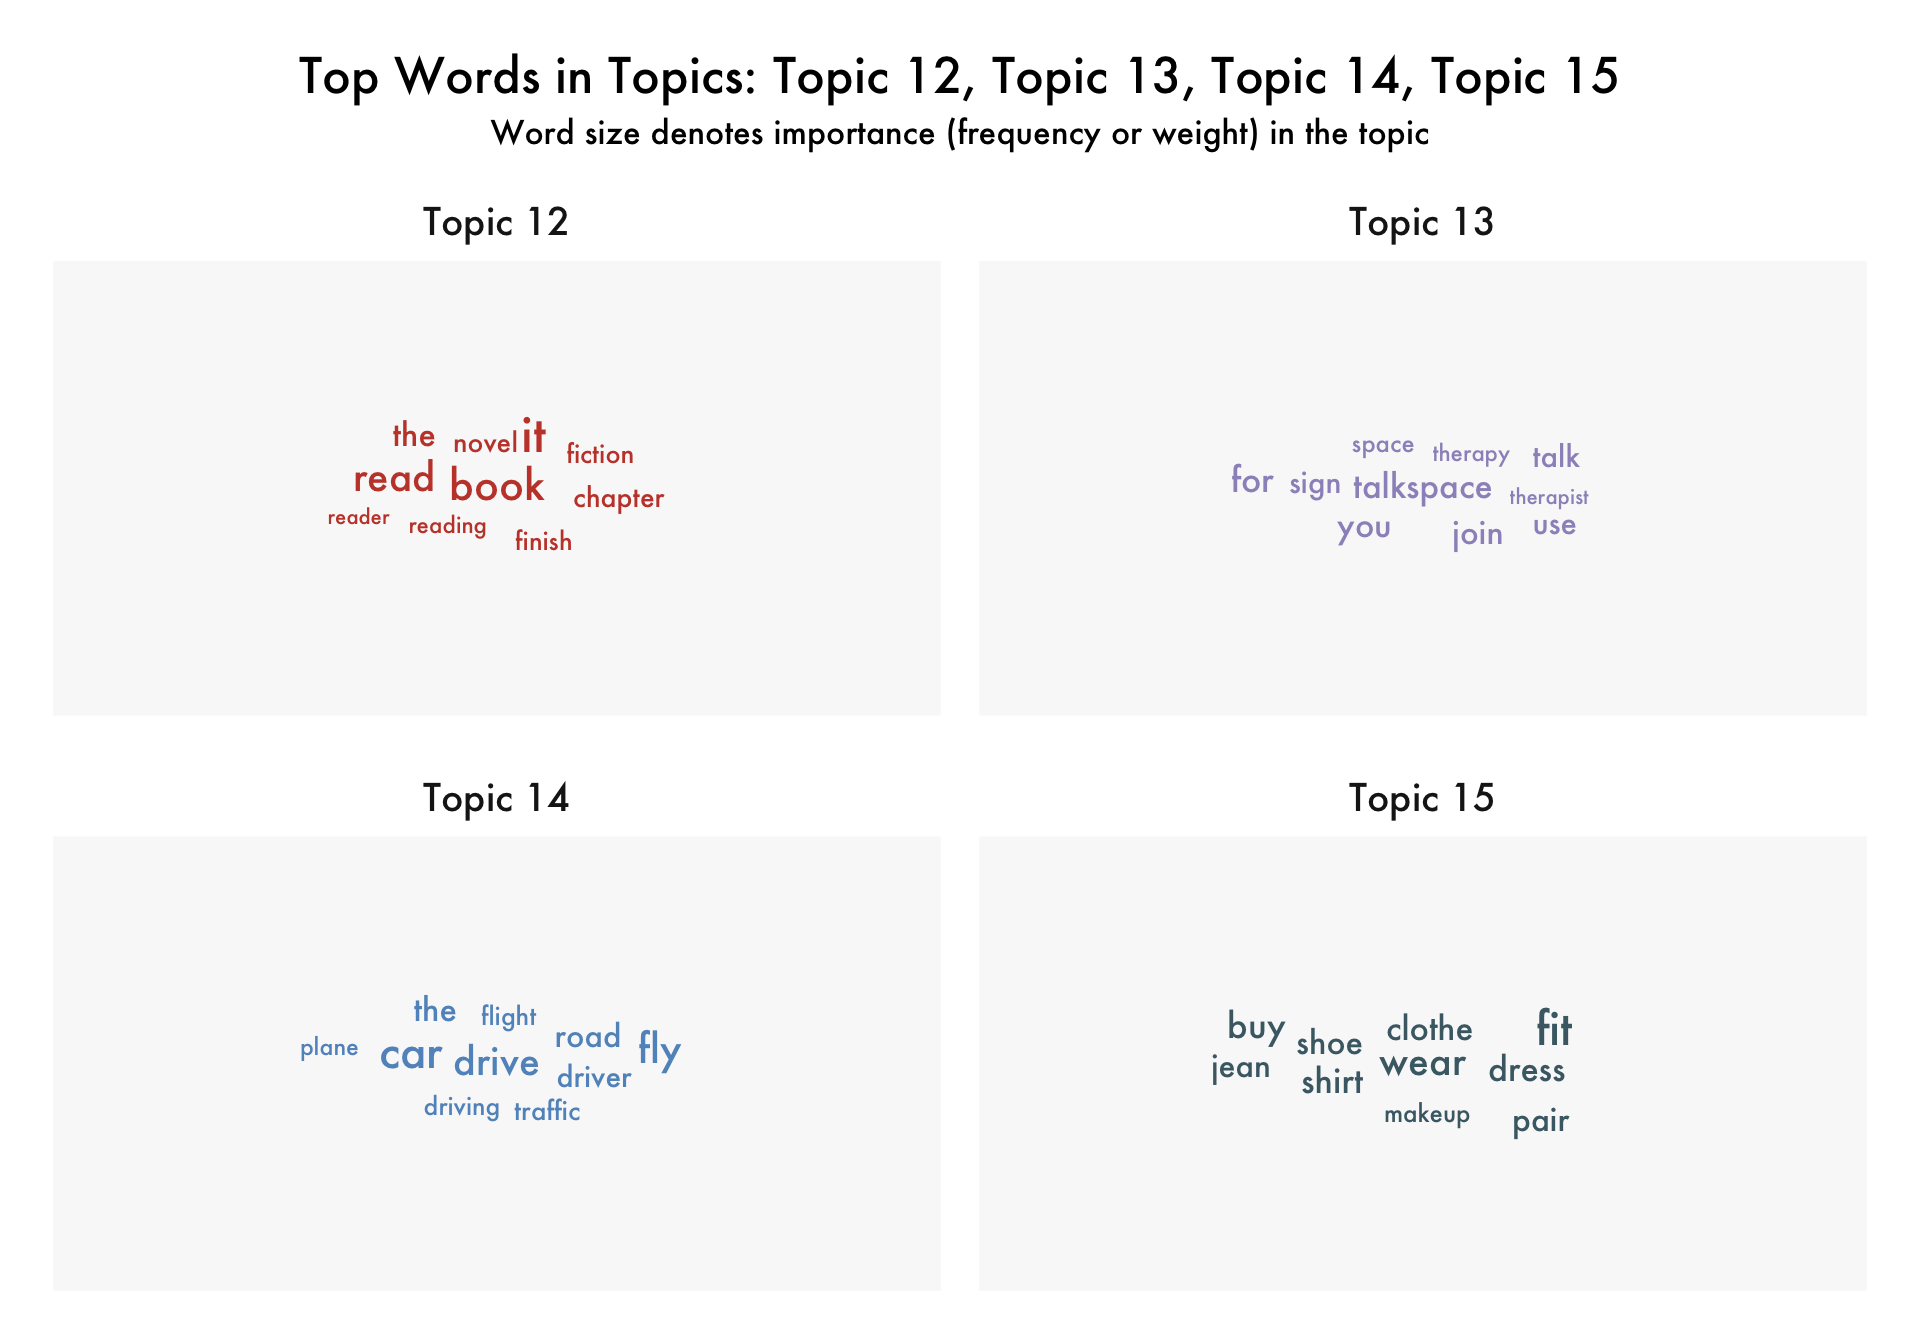 Top Words in Topics: Topic 12, Topic 13, Topic 14, Topic 15
Word size denotes importance (frequency or weight) in the topic
Topic 12
the novel it fiction
read book chapter
reader reading finish
Topic 13
space therapy talk
for sign talkspace therapist
you join use
Topic 14
the flight road
plane car drive driver fly
driving traffic
Topic 15
buy shoe clothe fit
jean shirt wear dress
makeup pair